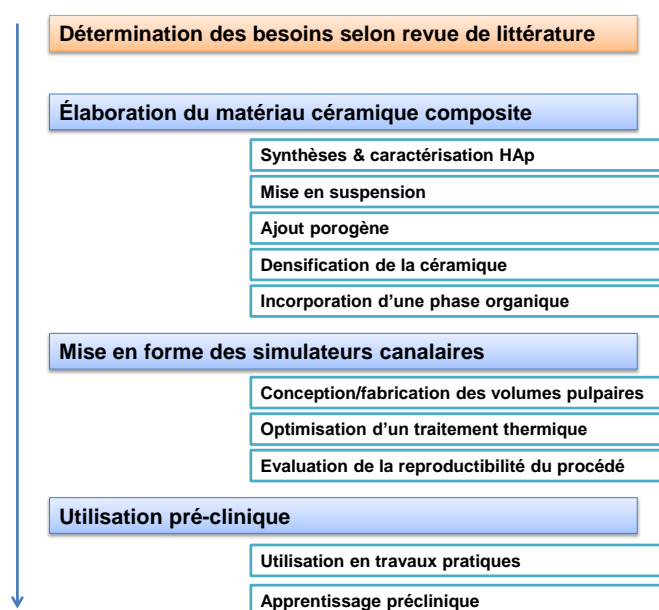 Détermination des besoins selon revue de littérature
Élaboration du matériau céramique composite
Synthèses & caractérisation HAp
Mise en suspension
Ajout porogène
Densification de la céramique
Incorporation d’une phase organique
Mise en forme des simulateurs canalaires
Conception/fabrication des volumes pulpaires
Optimisation d’un traitement thermique
Evaluation de la reproductibilité du procédé
Utilisation pré-clinique
Utilisation en travaux pratiques
Apprentissage préclinique